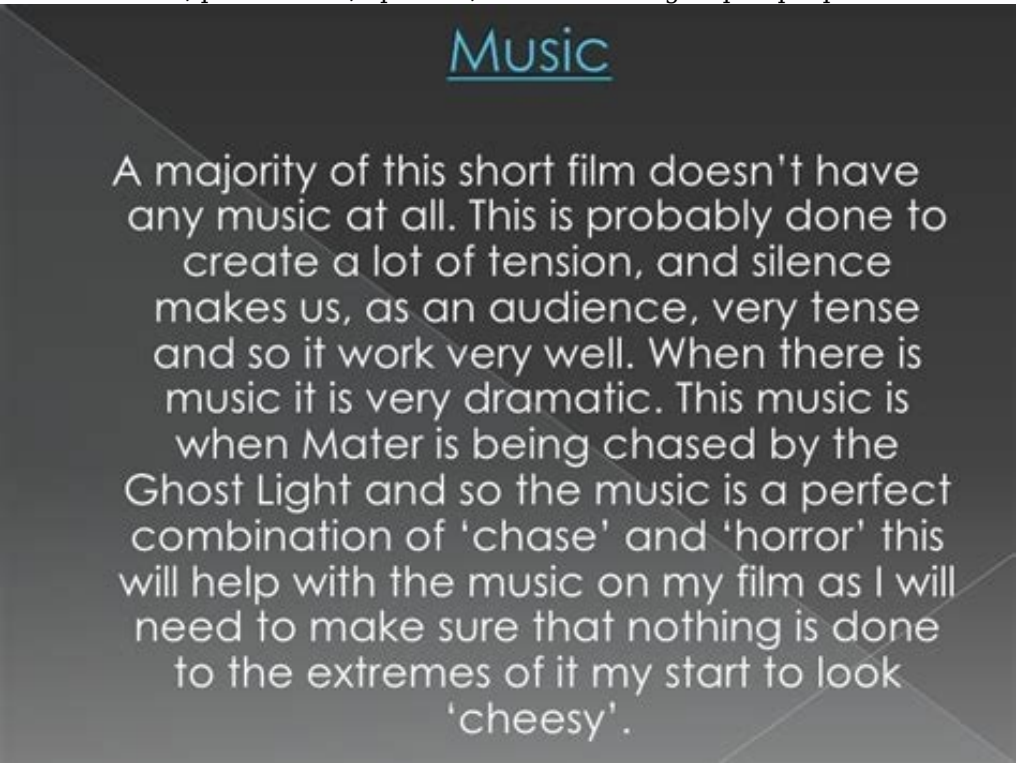 Music
A majority of this short film doesn't have
any music at all. This is probably done to
create a lot of tension, and silence
makes us, as an audience, very tense
and so it work very well. When there is
music it is very dramatic. This music is
when Mater is being chased by the
Ghost Light and so the music is a perfect
combination of ‘chase’ and ‘horror’ this
will help with the music on my film as I will
need to make sure that nothing is done
to the extremes of it my start to look
‘cheesy’.